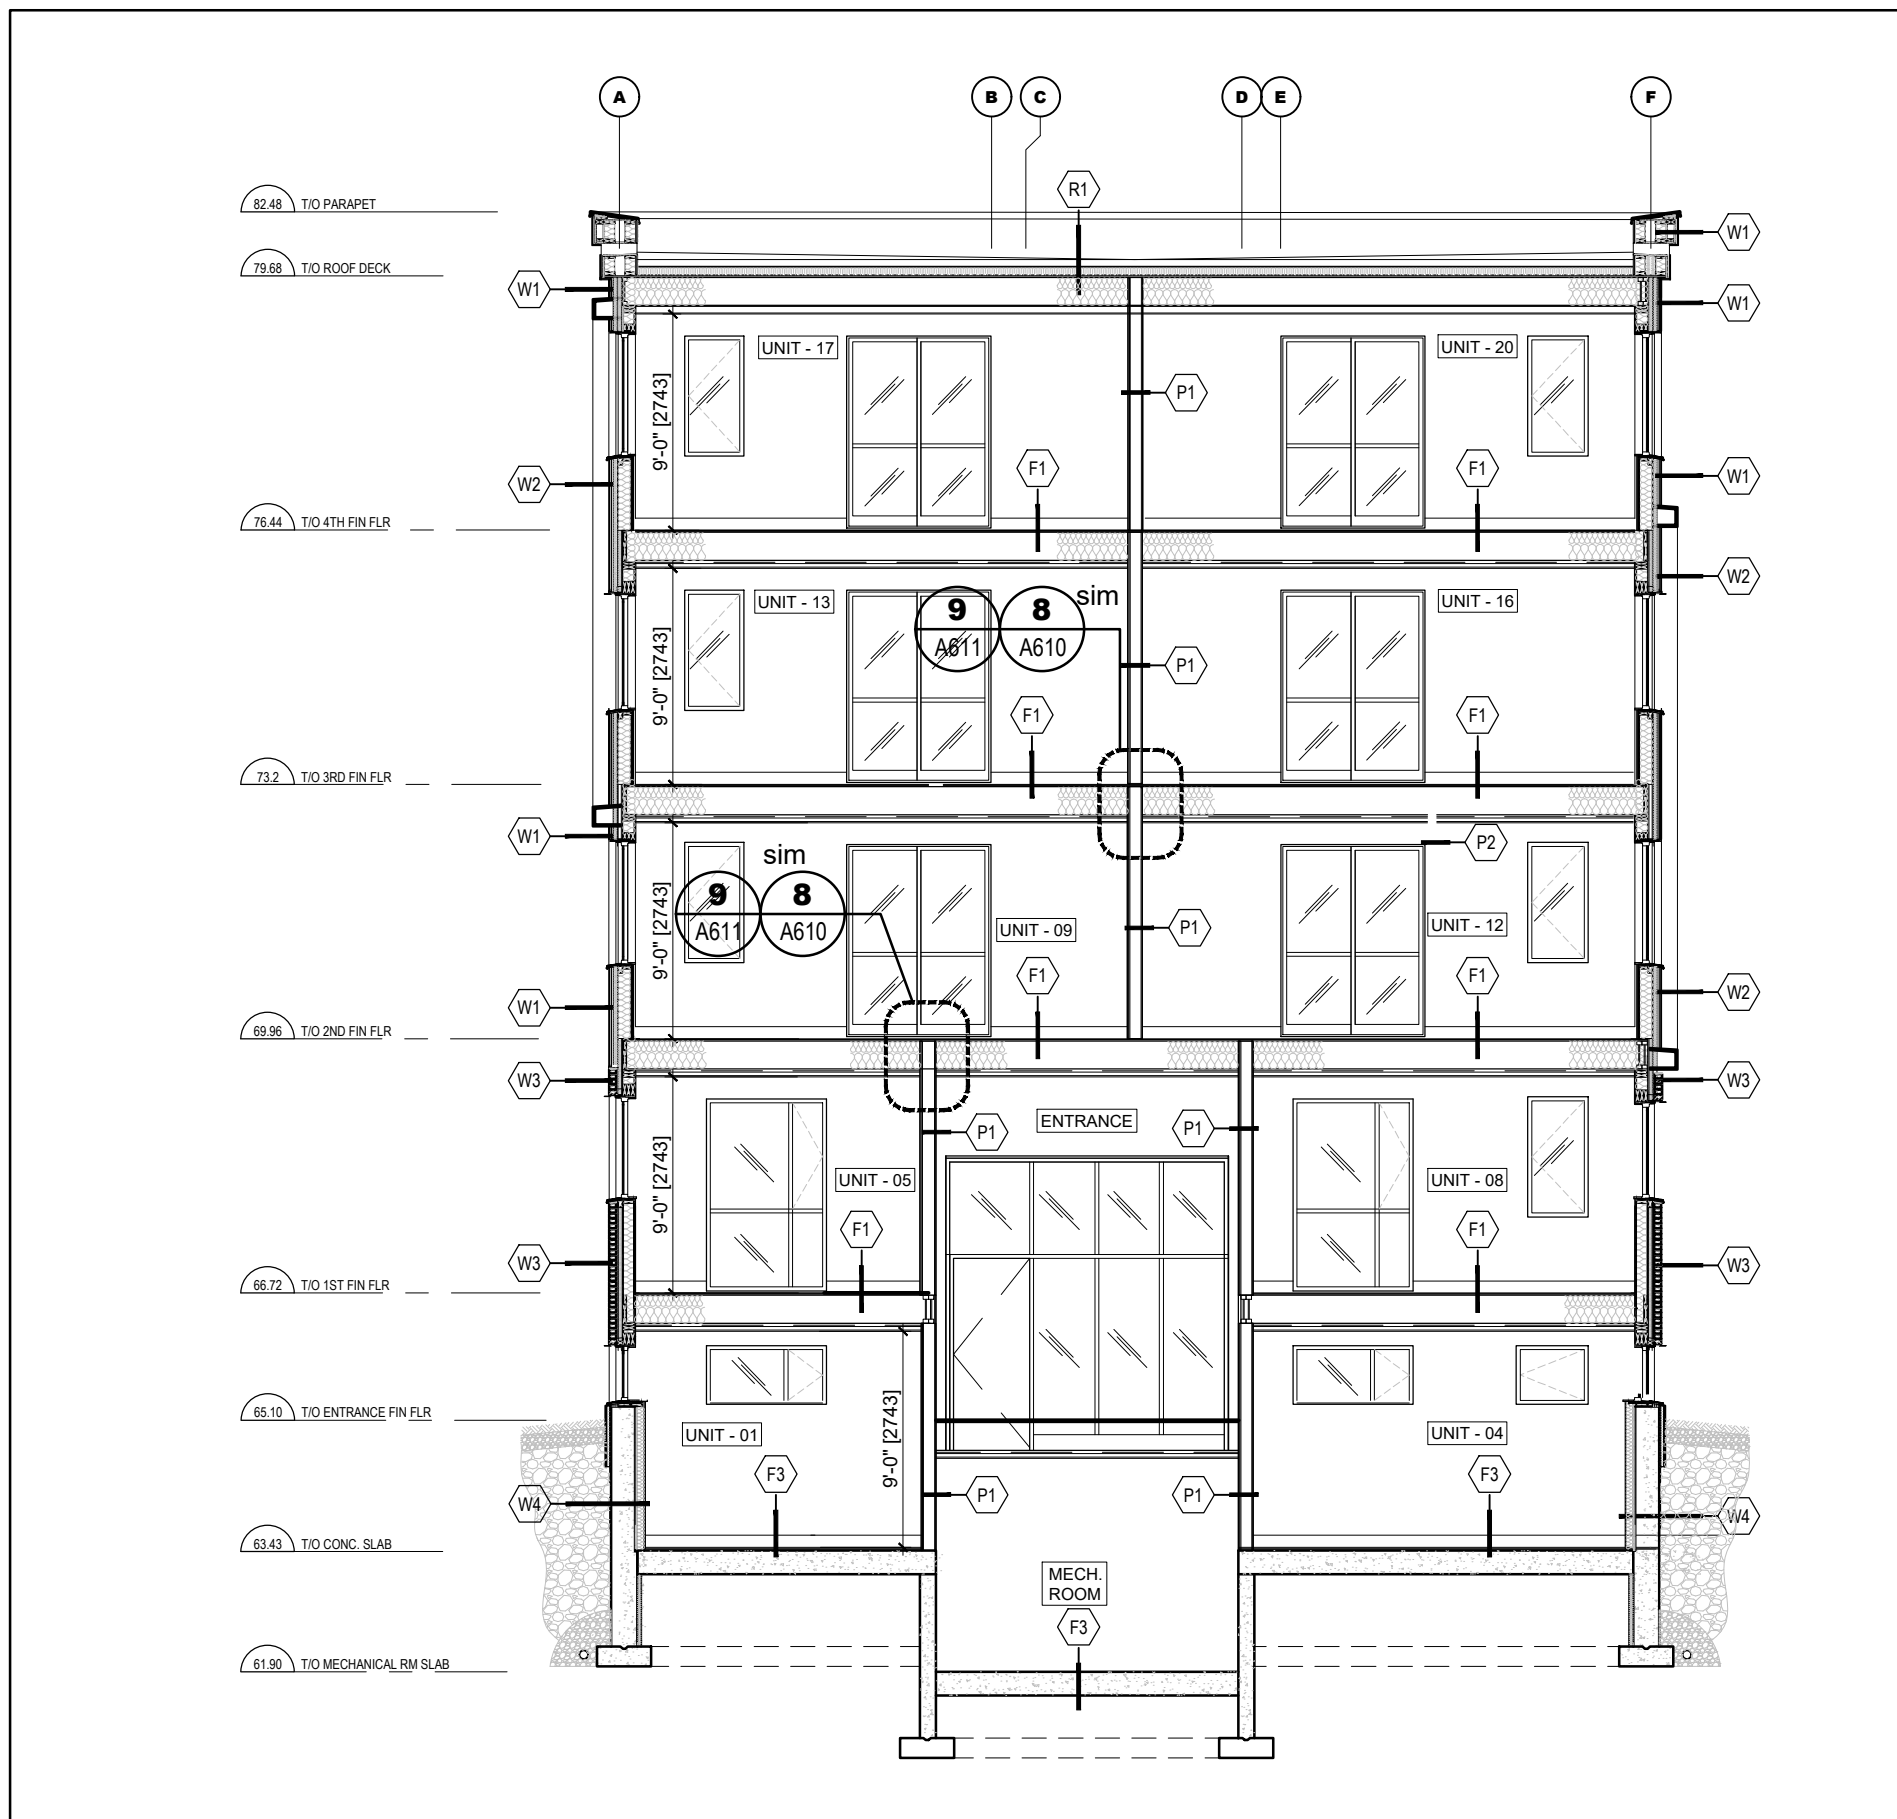 A
B
C
D
E
F
R1
82.48 T/O PARAPET
W1
79.68 T/O ROOF DECK
W1
W1
UNIT - 17
UNIT - 20
9'-0" [2743]
P1
F1
F1
W2
W1
76.44 T/O 4TH FIN FLR
W2
UNIT - 13
9
A611
8
A610
sim
UNIT - 16
9'-0" [2743]
P1
F1
F1
73.2 T/O 3RD FIN FLR
W1
P2
sim
9
A611
8
A610
9'-0" [2743]
UNIT - 09
P1
UNIT - 12
F1
F1
W1
W2
69.96 T/O 2ND FIN FLR
W3
W3
P1
ENTRANCE
P1
9'-0" [2743]
UNIT - 05
UNIT - 08
F1
F1
W3
W3
66.72 T/O 1ST FIN FLR
65.10 T/O ENTRANCE FIN FLR
UNIT - 01
9'-0" [2743]
UNIT - 04
F3
F3
W4
P1
P1
W4
63.43 T/O CONC. SLAB
MECH.
ROOM
F3
61.90 T/O MECHANICAL RM SLAB